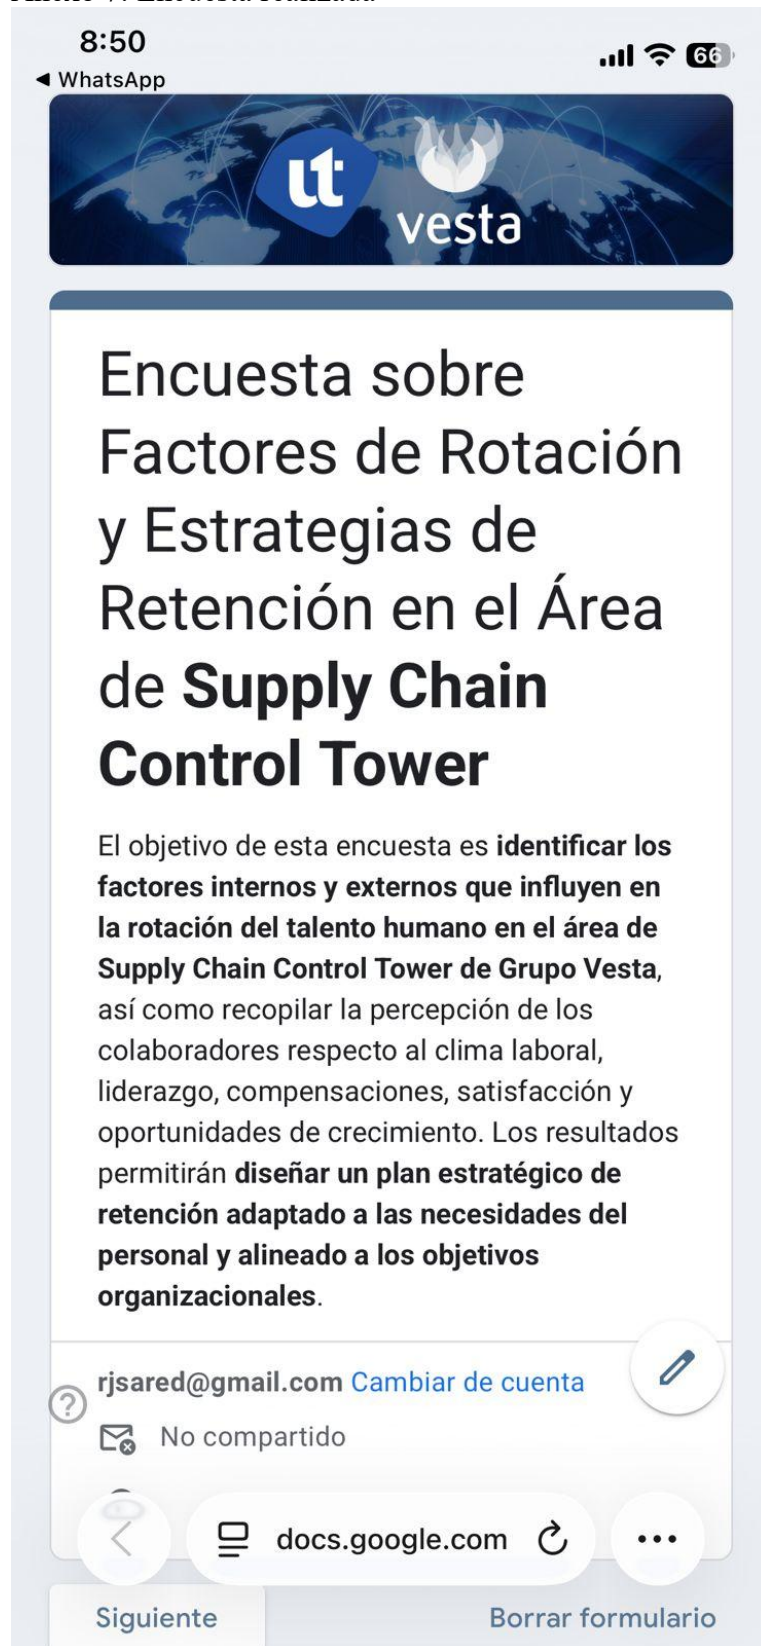 8:50
66
◀ WhatsApp
ut
vesta
Encuesta sobre
Factores de Rotación
y Estrategias de
Retención en el Área
de Supply Chain
Control Tower
El objetivo de esta encuesta es identificar los
factores internos y externos que influyen en
la rotación del talento humano en el área de
Supply Chain Control Tower de Grupo Vesta,
así como recopilar la percepción de los
colaboradores respecto al clima laboral,
liderazgo, compensaciones, satisfacción y
oportunidades de crecimiento. Los resultados
permitirán diseñar un plan estratégico de
retención adaptado a las necesidades del
personal y alineado a los objetivos
organizacionales.
rjsared@gmail.com Cambiar de cuenta
No compartido
docs.google.com
Siguiente
Borrar formulario